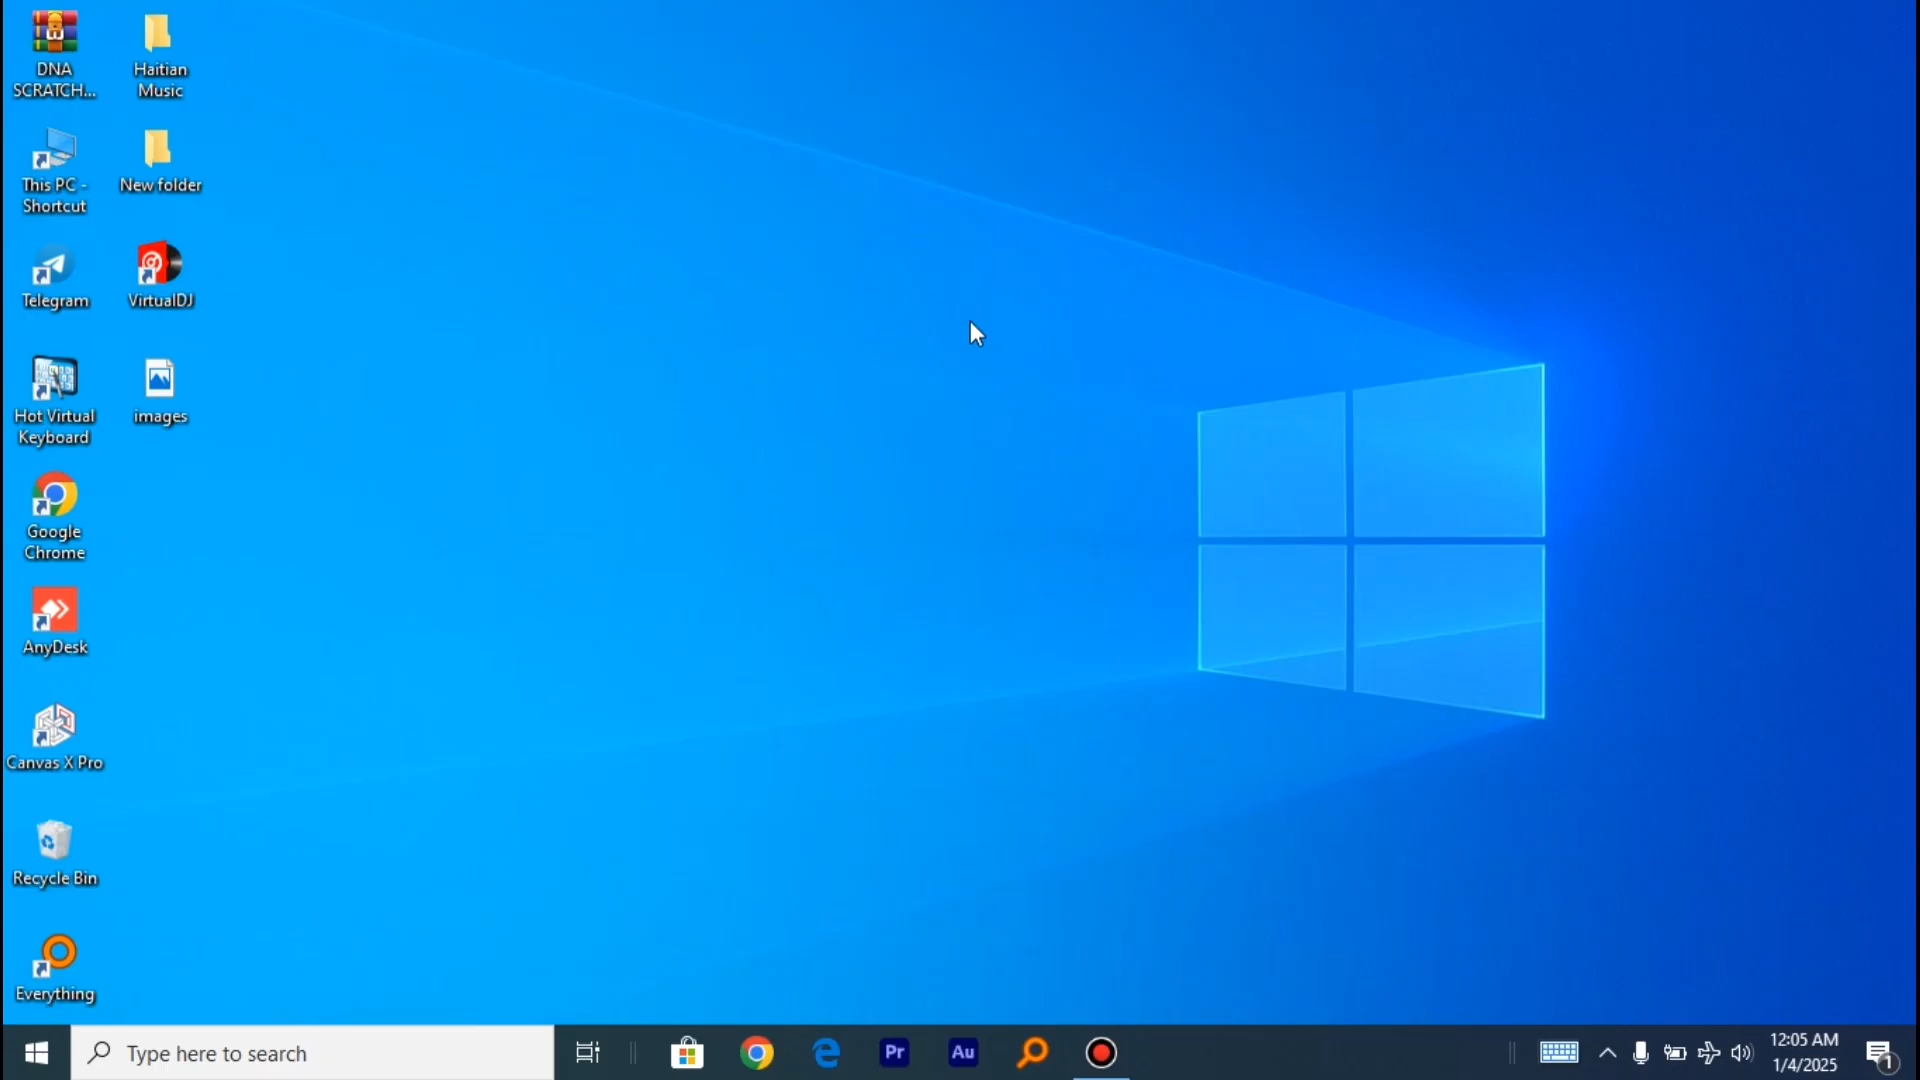 DNA
SCRATCH...
Haitian
Music
This PC -
Shortcut
New folder
Telegram
VirtualDJ
Hot Virtual
Keyboard
images
Google
Chrome
AnyDesk
Canvas X Pro
Recycle Bin
Everything
Type here to search
Pr
Au
12:05 AM
1/4/2025
1